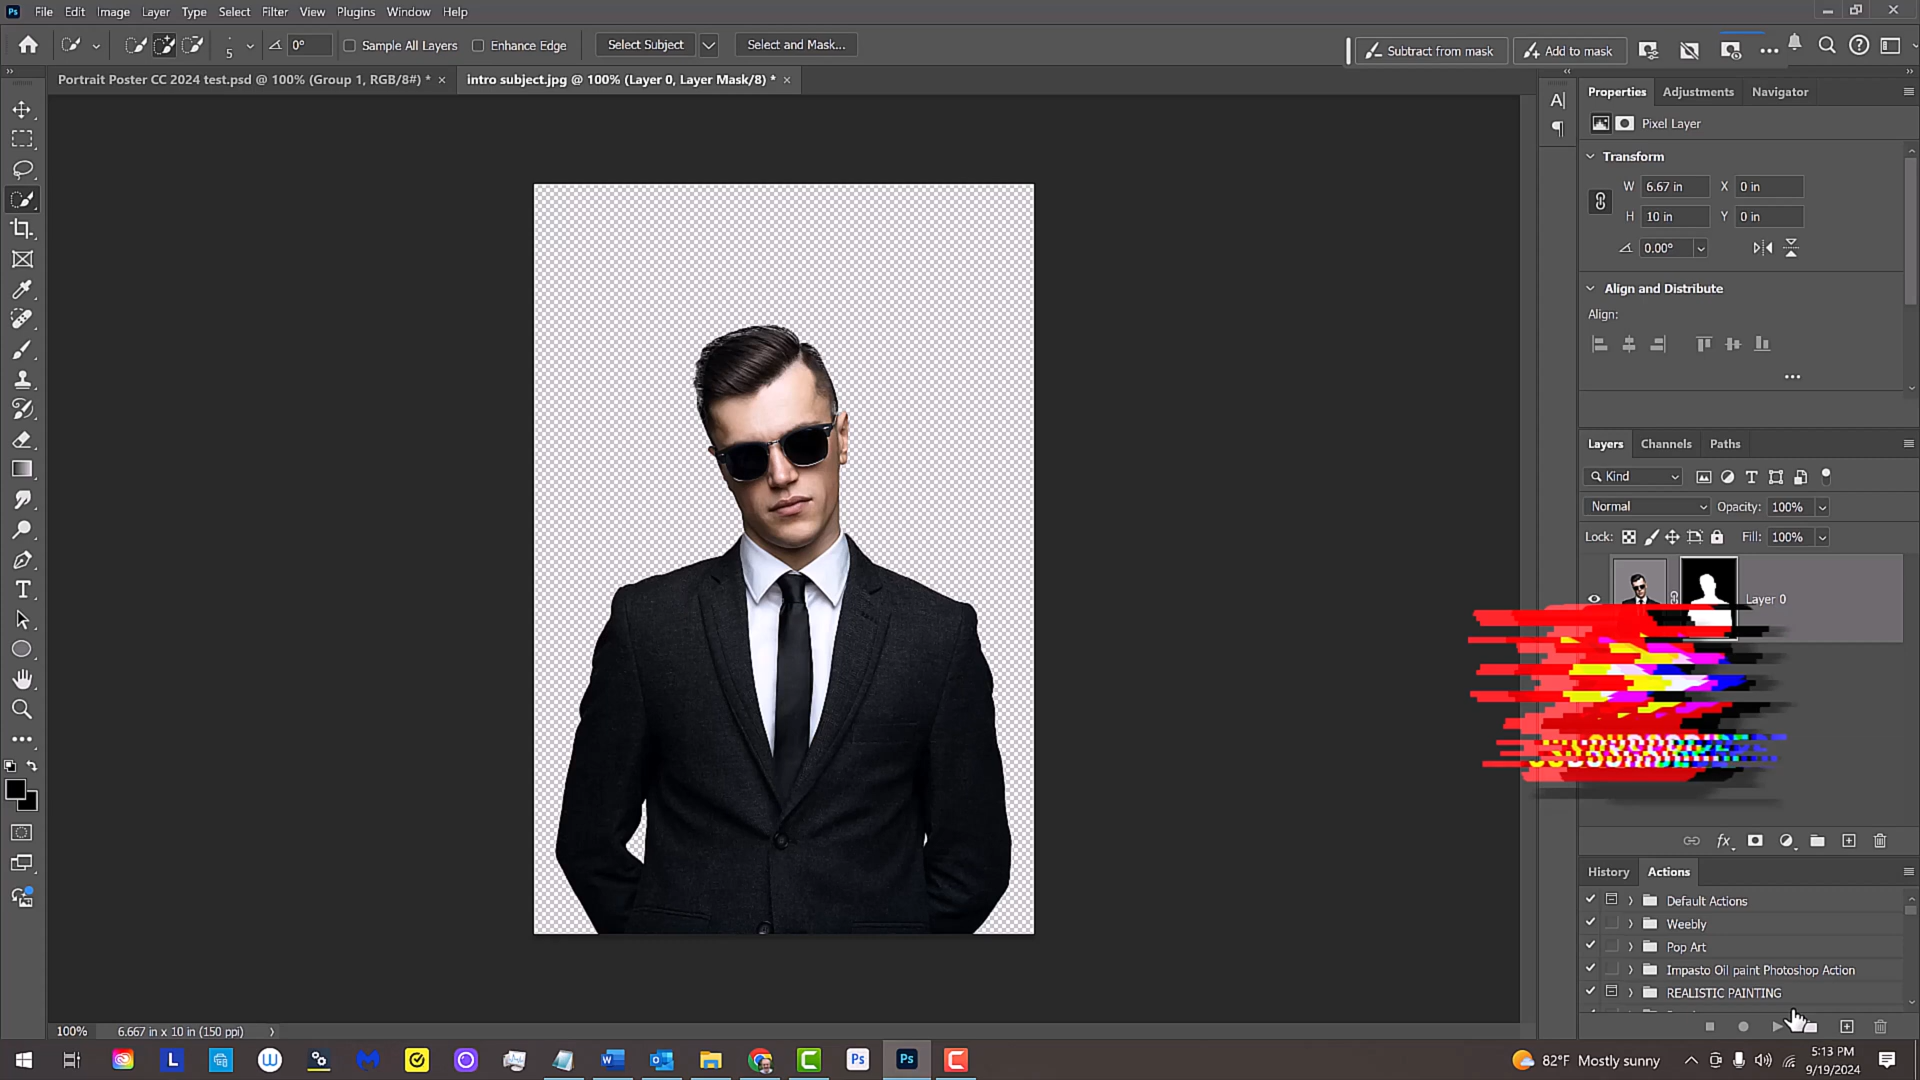 Ps File Edit Image Layer Type Select Filter View Plugins Window Help
5 0° Sample All Layers Enhance Edge Select Subject Select and Mask... Subtract from mask Add to mask
Portrait Poster CC 2024 test.psd @ 100% (Group 1, RGB/8#) * × intro subject.jpg @ 100% (Layer 0, Layer Mask/8) * ×
Properties Adjustments Navigator
Pixel Layer
Transform
W 6.67 in X 0 in
H 10 in Y 0 in
0.00°
Align and Distribute
Align:
Layers Channels Paths
Kind
Normal Opacity: 100%
Lock: Fill: 100%
Layer 0
History Actions
Default Actions
Weebly
Pop Art
Impasto Oil paint Photoshop Action
REALISTIC PAINTING
100% 6.667 in x 10 in (150 ppi)
82°F Mostly sunny
5:13 PM
9/19/2024